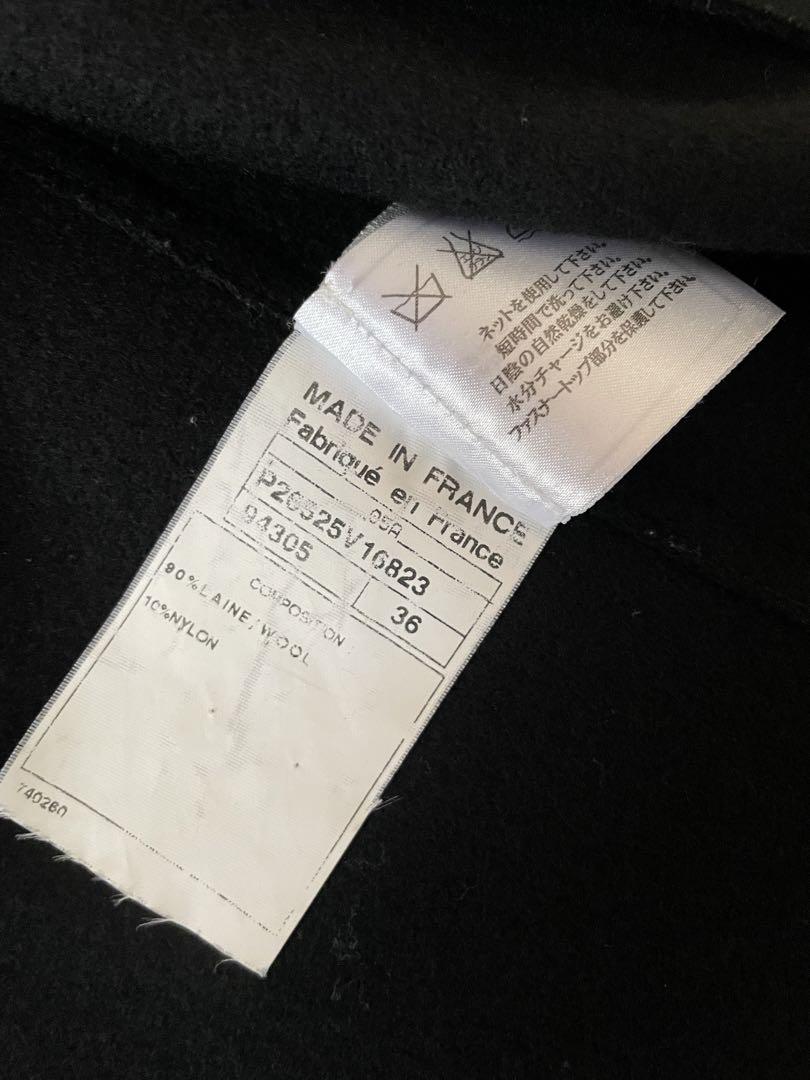 ネットを使用して下さい。
短時間で洗って下さい。
日陰の自然乾燥をして下さい。
水分チャージをお避け下さい。
ファスナートップ部分を保護して下さい。
MADE IN FRANCE
Fabriqué en France
05A
P26525V16823
94305
36
COMPOSITION:
90%LAINE/WOOL
10%NYLON
740260